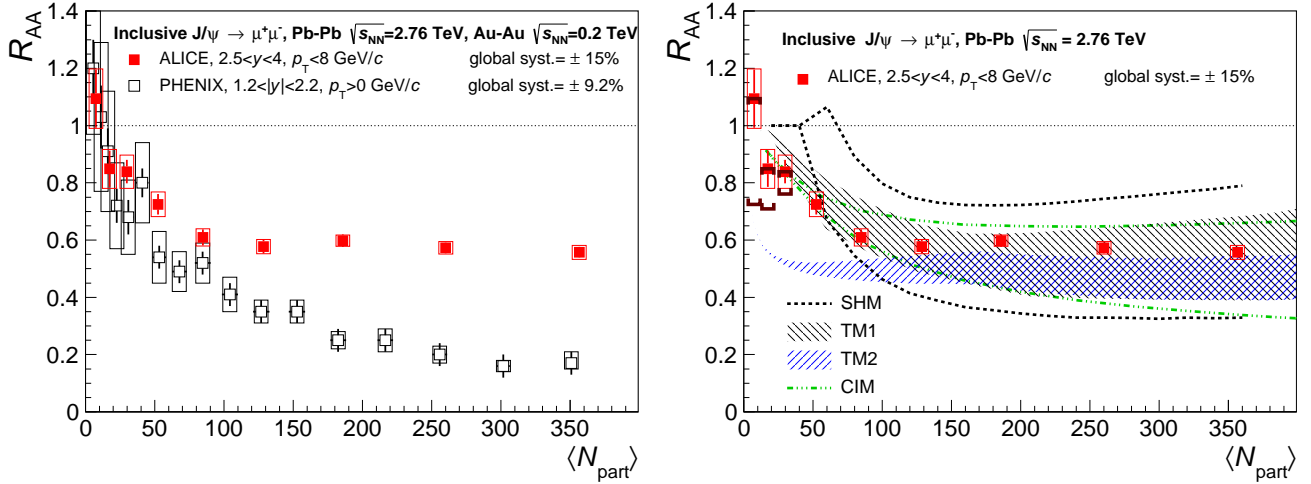 R_AA
Inclusive J/ψ → μ⁺μ⁻, Pb-Pb √s_NN=2.76 TeV, Au-Au √s_NN=0.2 TeV
ALICE, 2.5<y<4, p_T<8 GeV/c global syst.= ± 15%
PHENIX, 1.2<|y|<2.2, p_T>0 GeV/c global syst.= ± 9.2%
1.4
1.2
1
0.8
0.6
0.4
0.2
0
0 50 100 150 200 250 300 350
⟨N_part⟩
R_AA
Inclusive J/ψ → μ⁺μ⁻, Pb-Pb √s_NN = 2.76 TeV
ALICE, 2.5<y<4, p_T<8 GeV/c global syst.= ± 15%
1.4
1.2
1
0.8
0.6
0.4
0.2
0
SHM
TM1
TM2
CIM
0 50 100 150 200 250 300 350
⟨N_part⟩